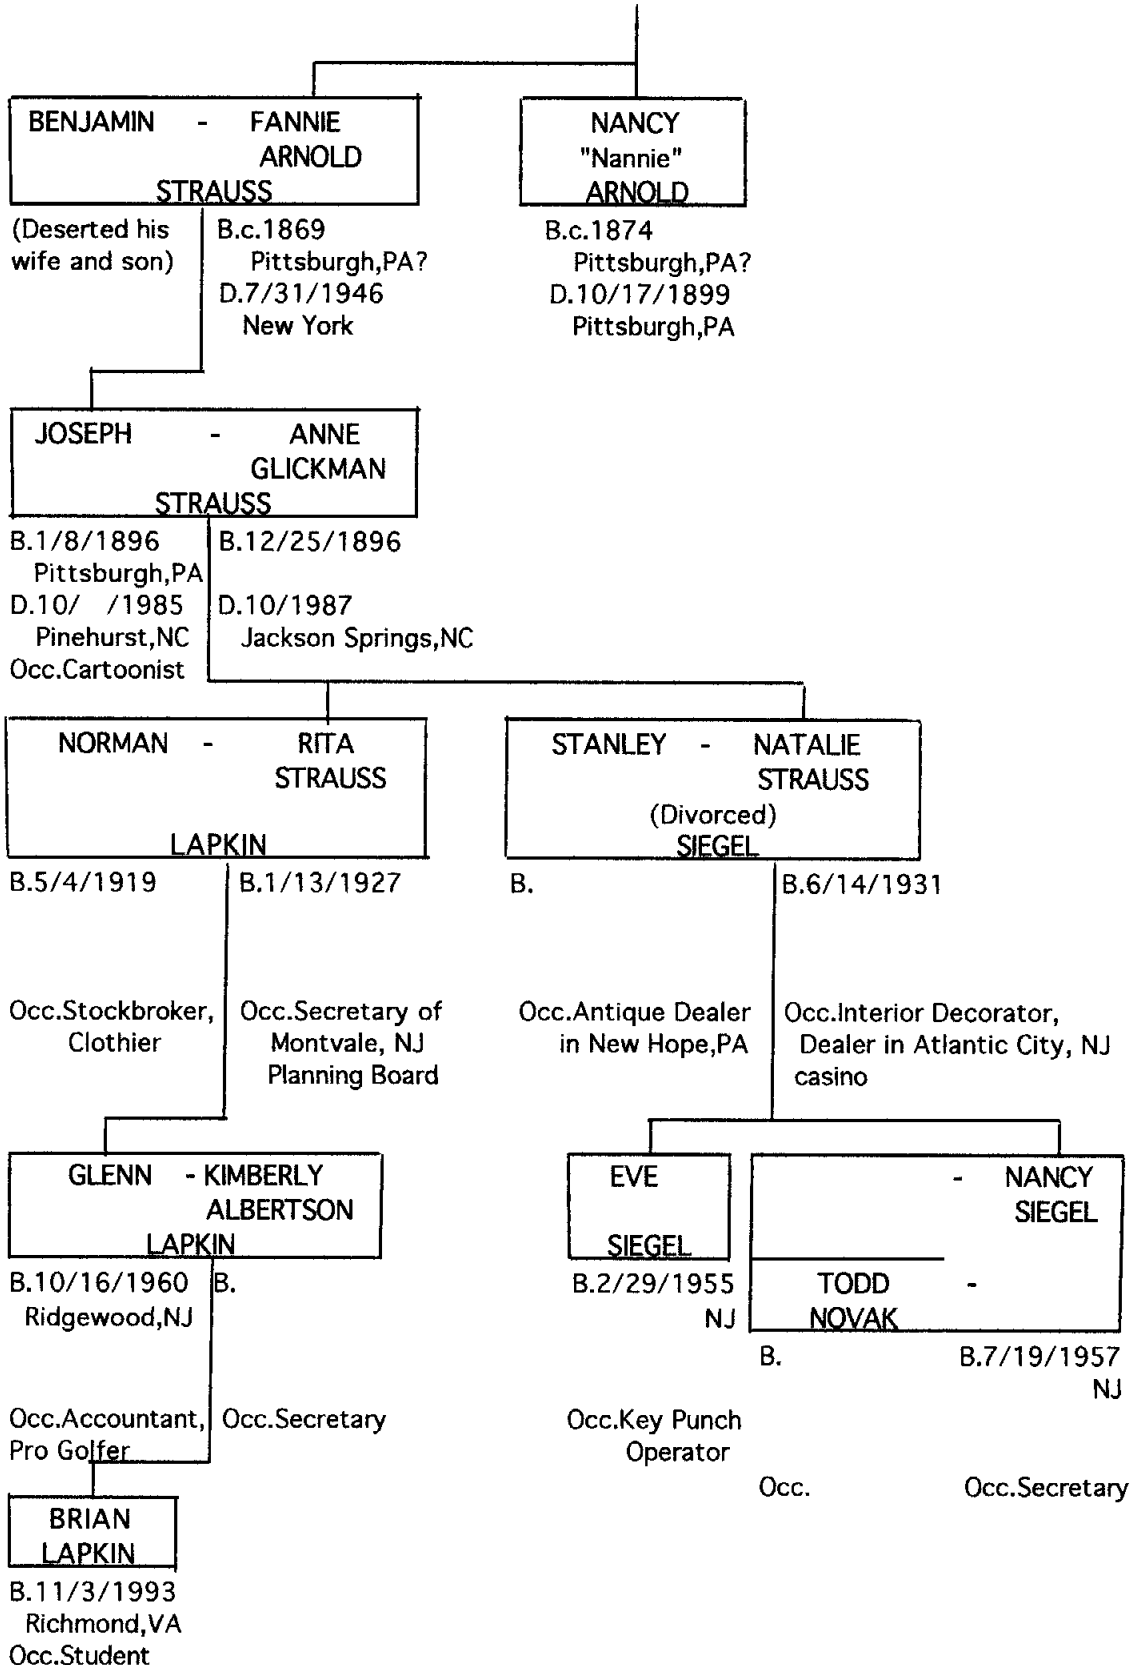 BENJAMIN - FANNIE
ARNOLD
STRAUSS
NANCY
"Nannie"
ARNOLD
(Deserted his
wife and son)
B.c.1869
Pittsburgh,PA?
D.7/31/1946
New York
B.c.1874
Pittsburgh,PA?
D.10/17/1899
Pittsburgh,PA
JOSEPH - ANNE
GLICKMAN
STRAUSS
B.1/8/1896
Pittsburgh,PA
D.10/ /1985
Pinehurst,NC
Occ.Cartoonist
B.12/25/1896
D.10/1987
Jackson Springs,NC
NORMAN - RITA
STRAUSS
LAPKIN
STANLEY - NATALIE
STRAUSS
(Divorced)
SIEGEL
B.5/4/1919
B.1/13/1927
B.
B.6/14/1931
Occ.Stockbroker,
Clothier
Occ.Secretary of
Montvale, NJ
Planning Board
Occ.Antique Dealer
in New Hope,PA
Occ.Interior Decorator,
Dealer in Atlantic City, NJ
casino
GLENN - KIMBERLY
ALBERTSON
LAPKIN
EVE
SIEGEL
- NANCY
SIEGEL
TODD -
NOVAK
B.10/16/1960
Ridgewood,NJ
B.
B.2/29/1955
NJ
B.
B.7/19/1957
NJ
Occ.Accountant,
Pro Golfer
Occ.Secretary
Occ.Key Punch
Operator
Occ.
Occ.Secretary
BRIAN
LAPKIN
B.11/3/1993
Richmond,VA
Occ.Student